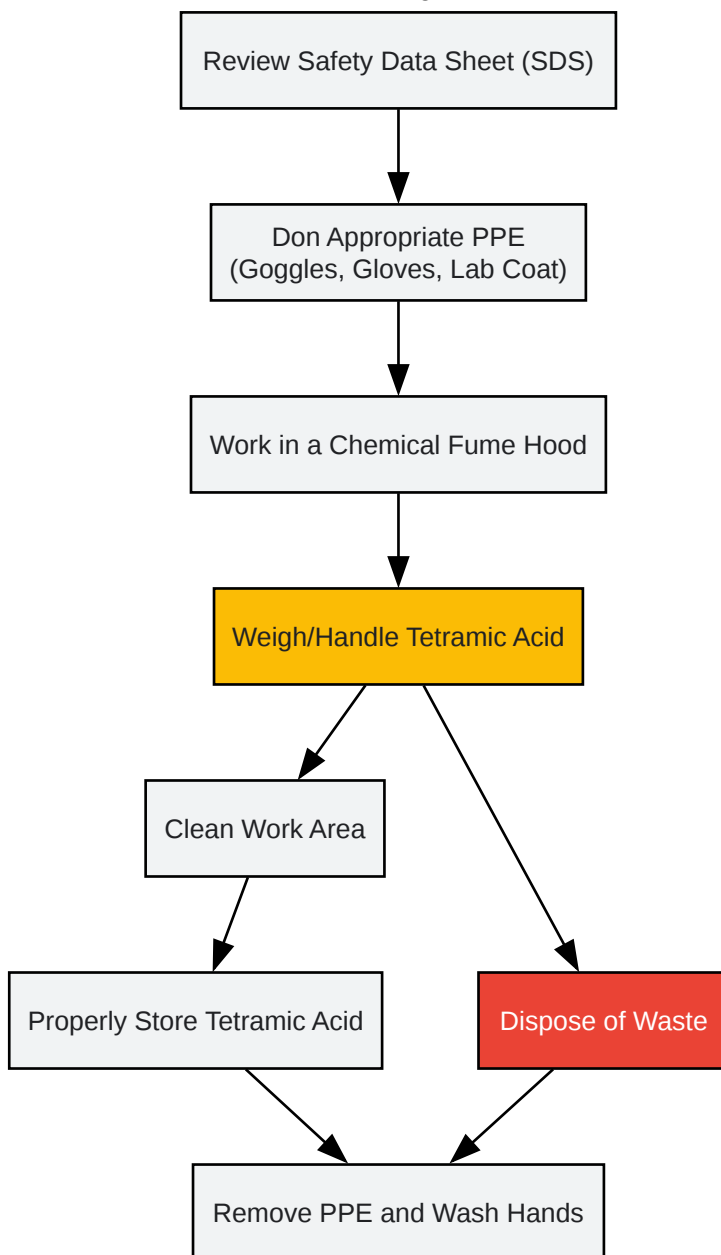 Review Safety Data Sheet (SDS)
Don Appropriate PPE
(Goggles, Gloves, Lab Coat)
Work in a Chemical Fume Hood
Weigh/Handle Tetramic Acid
Clean Work Area
Properly Store Tetramic Acid
Dispose of Waste
Remove PPE and Wash Hands